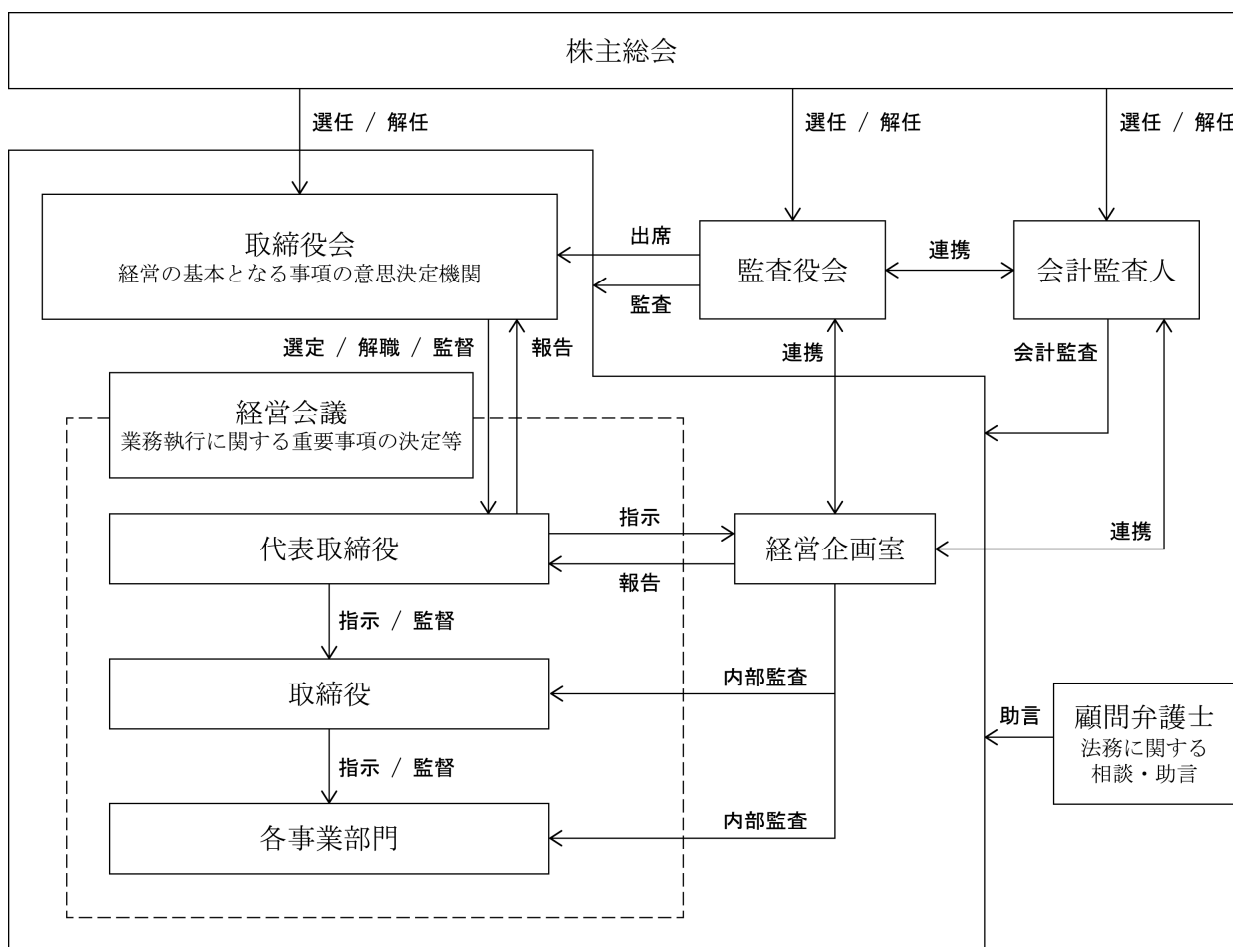 株主総会
選任 / 解任
選任 / 解任
選任 / 解任
取締役会
経営の基本となる事項の意思決定機関
出席
監査
監査役会
連携
会計監査人
選定 / 解職 / 監督
報告
連携
会計監査
経営会議
業務執行に関する重要事項の決定等
代表取締役
指示
報告
経営企画室
連携
指示 / 監督
取締役
内部監査
助言
顧問弁護士
法務に関する
相談・助言
指示 / 監督
各事業部門
内部監査